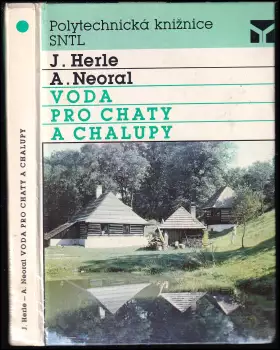 Polytechnická knižnice
SNTL
J. Herle
A. Neoral
VODA
PRO CHATY
A CHALUPY
J. Herle – A. Neoral VODA PRO CHATY A CHALUPY